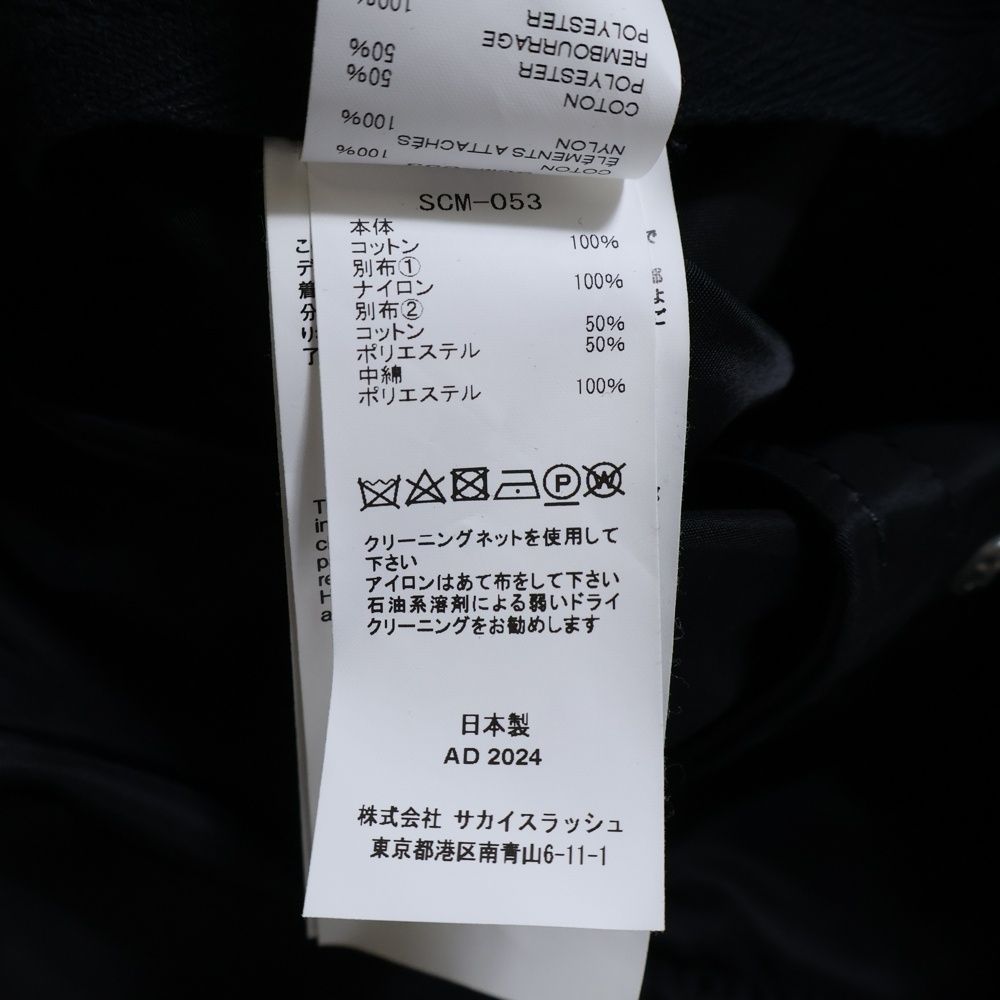 100%
POLYESTER
REMBOURRAGE
50%
POLYESTER
50%
COTON
100%
NYLON
ÉLÉMENTS ATTACHÉS
100%
COTON
SCM-053
本体
コットン 100%
別布①
ナイロン 100%
別布②
コットン 50%
ポリエステル 50%
中綿
ポリエステル 100%
P W
クリーニングネットを使用して
下さい
アイロンはあて布をして下さい
石油系溶剤による弱いドライ
クリーニングをお勧めします
日本製
AD 2024
株式会社 サカイスラッシュ
東京都港区南青山6-11-1